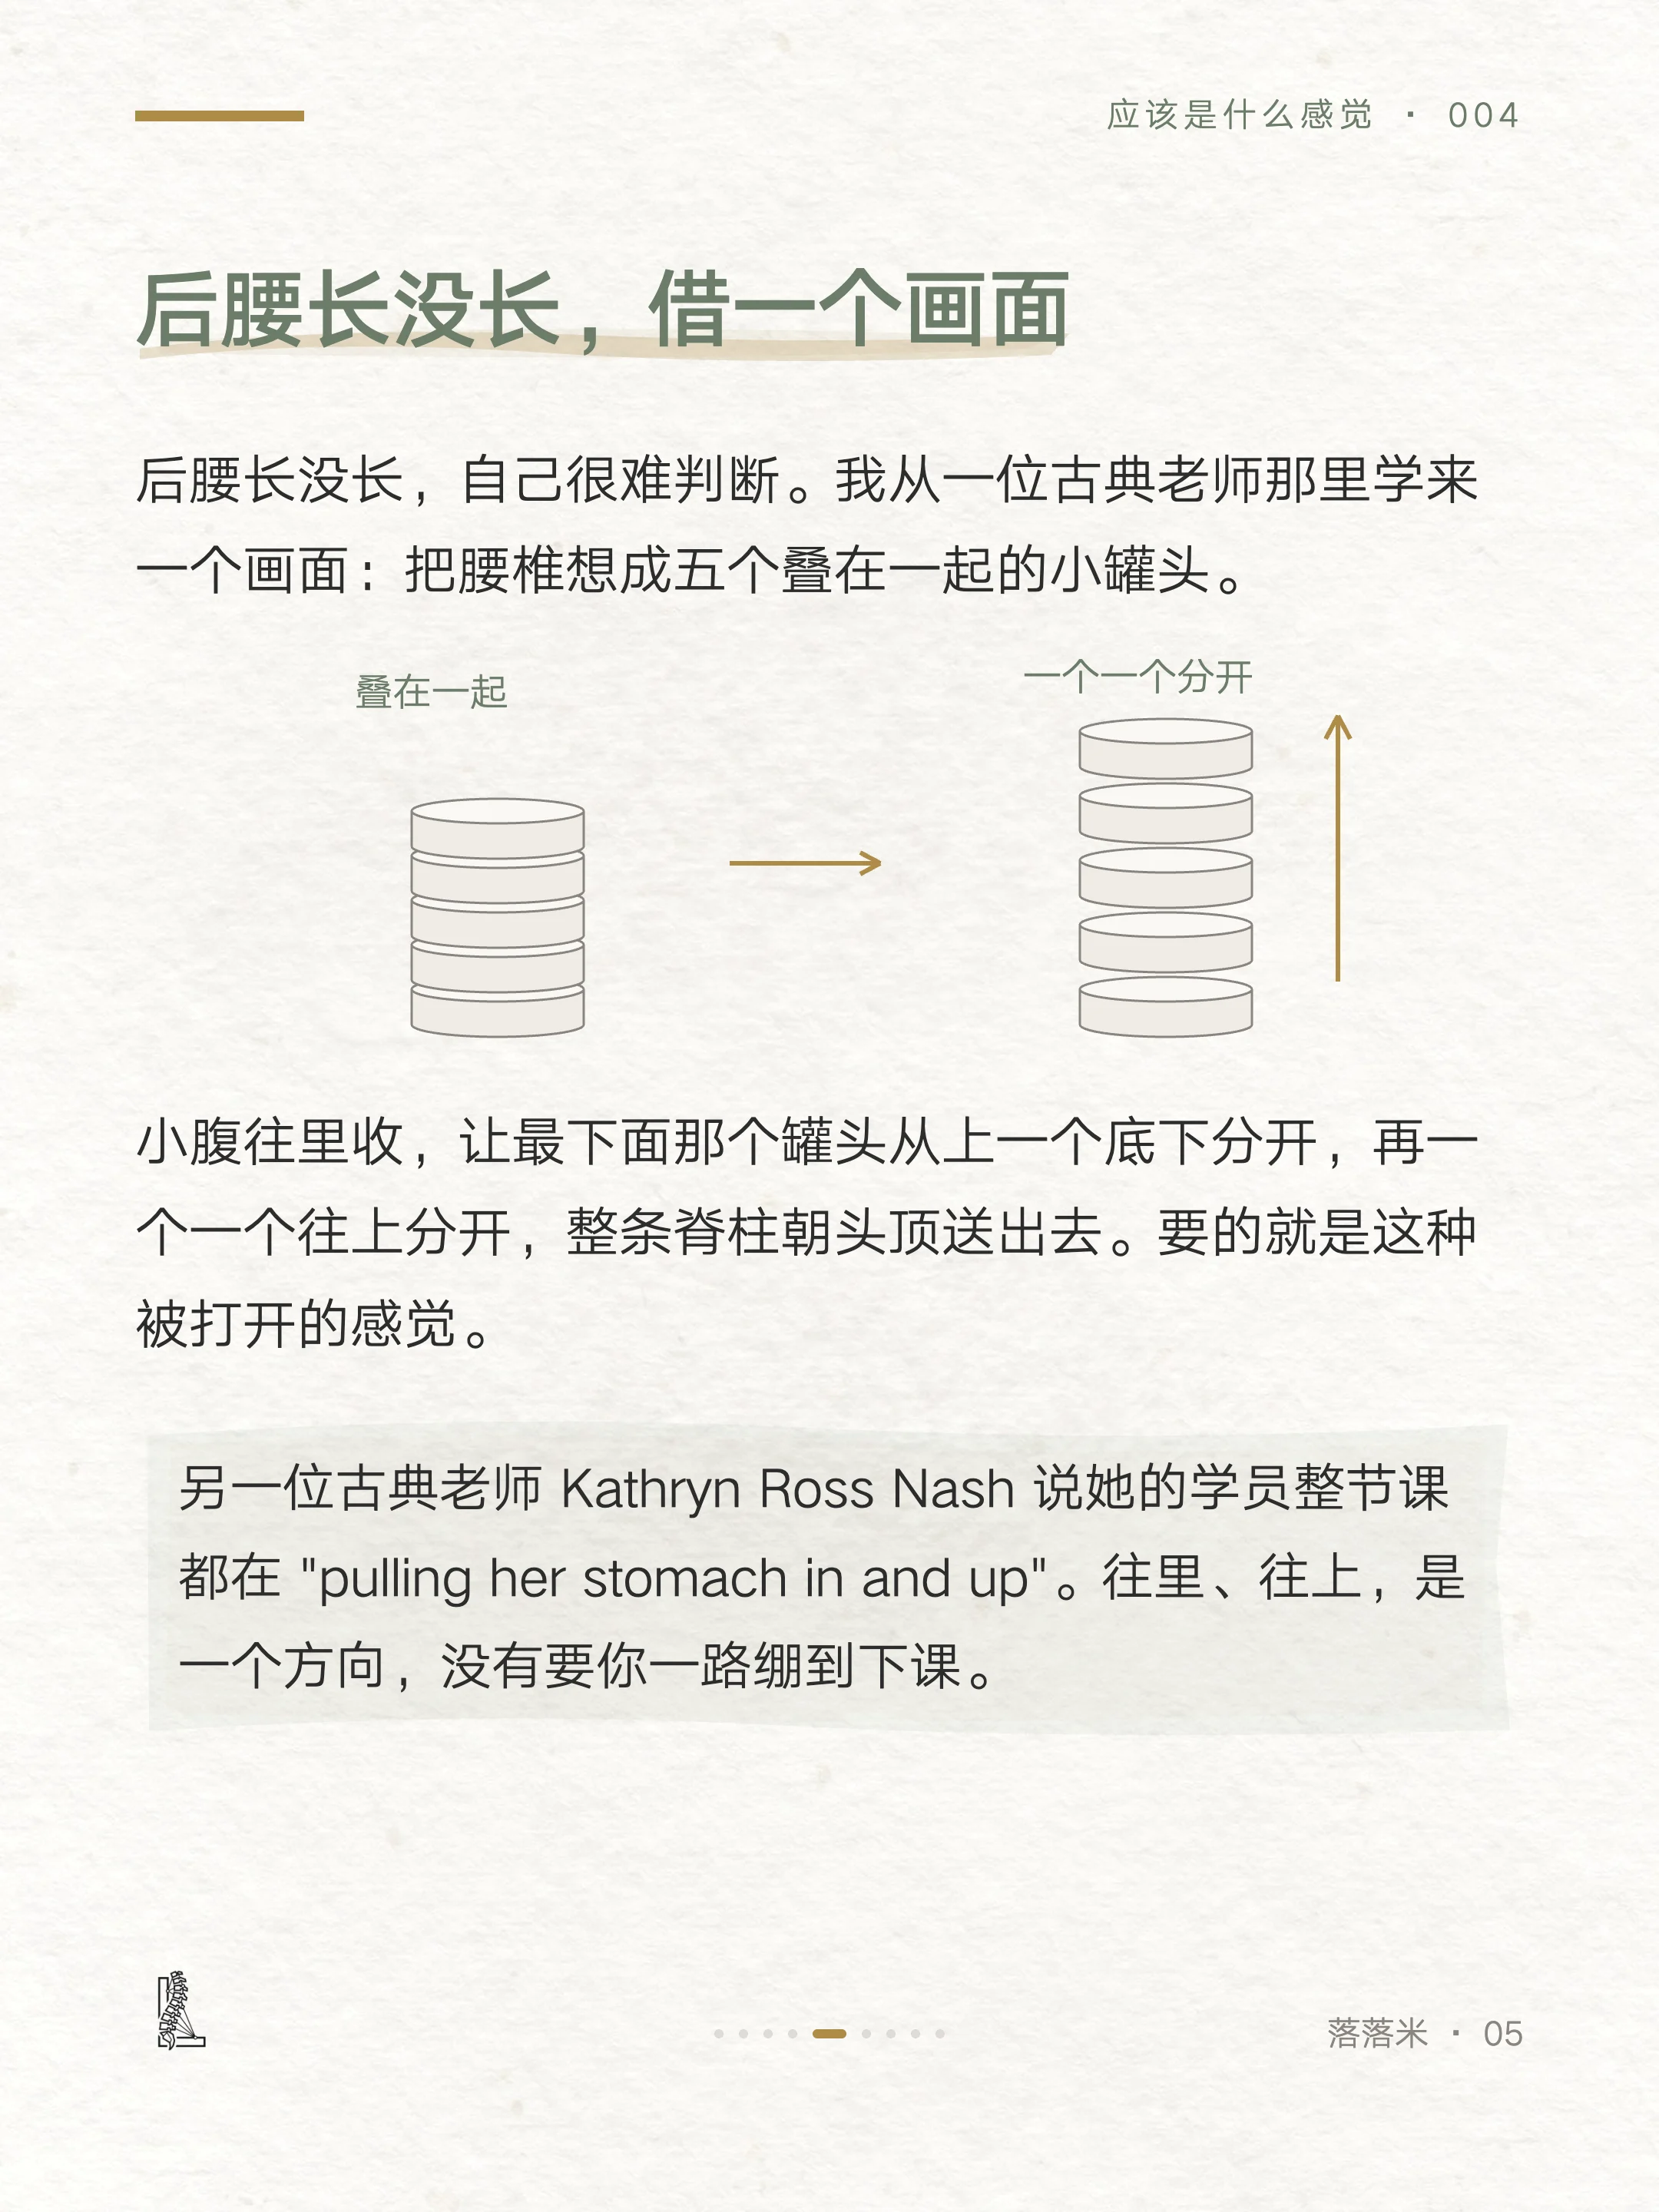 应该是什么感觉 · 004
后腰长没长，借一个画面
后腰长没长，自己很难判断。我从一位古典老师那里学来
一个画面：把腰椎想成五个叠在一起的小罐头。
叠在一起
一个一个分开
小腹往里收，让最下面那个罐头从上一个底下分开，再一
个一个往上分开，整条脊柱朝头顶送出去。要的就是这种
被打开的感觉。
另一位古典老师 Kathryn Ross Nash 说她的学员整节课
都在 "pulling her stomach in and up"。往里、往上，是
一个方向，没有要你一路绷到下课。
落落米 · 05